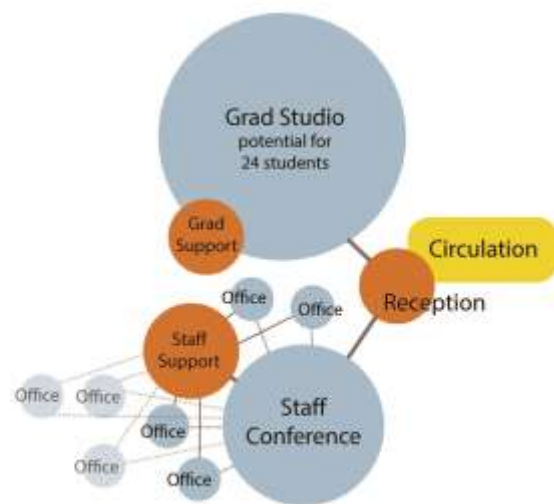 Grad Studio
potential for
24 students
Grad
Support
Circulation
Reception
Office
Office
Staff
Support
Office
Office
Office
Staff
Conference
Office
Office